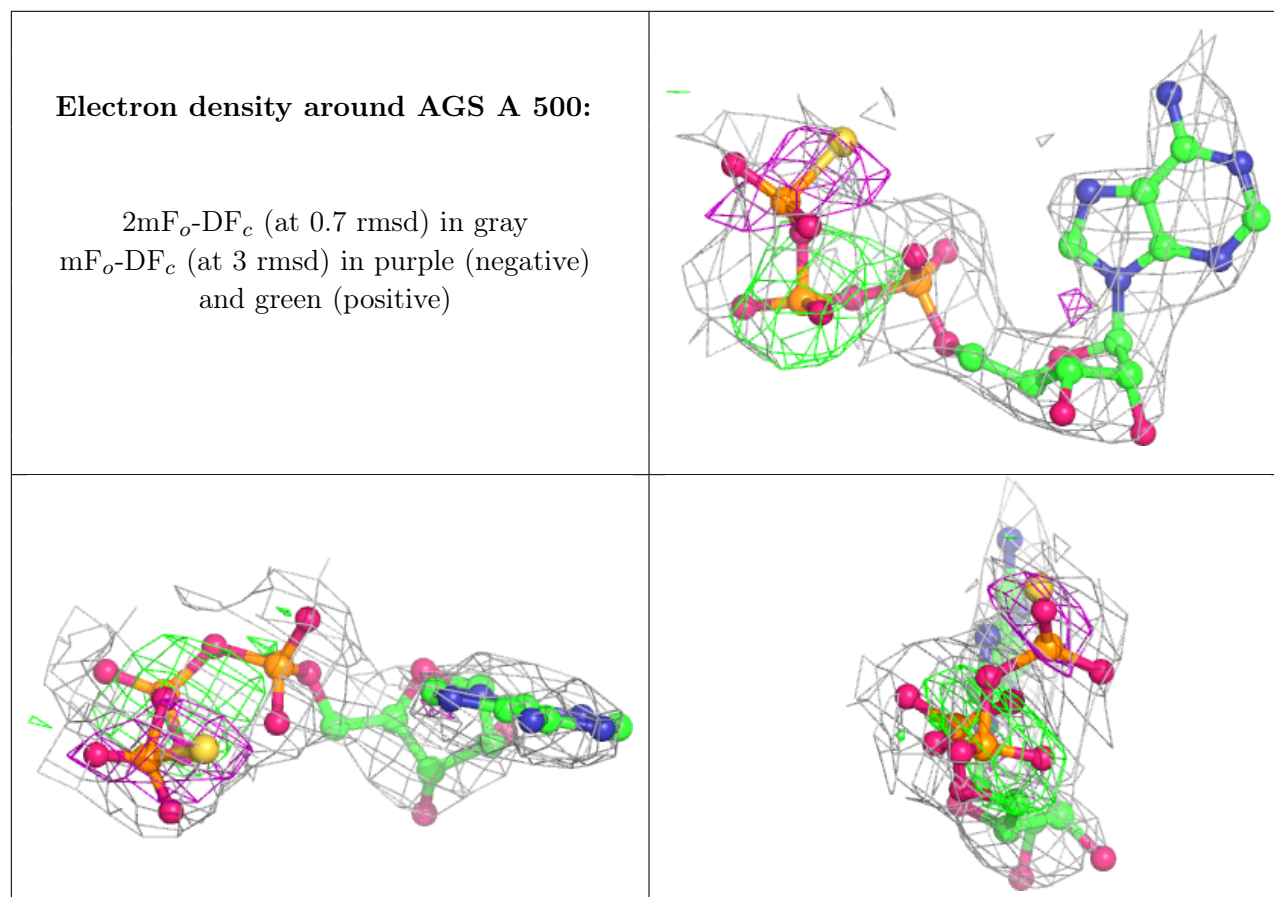 Electron density around AGS A 500:
2mFo-DFc (at 0.7 rmsd) in gray
mFo-DFc (at 3 rmsd) in purple (negative)
and green (positive)